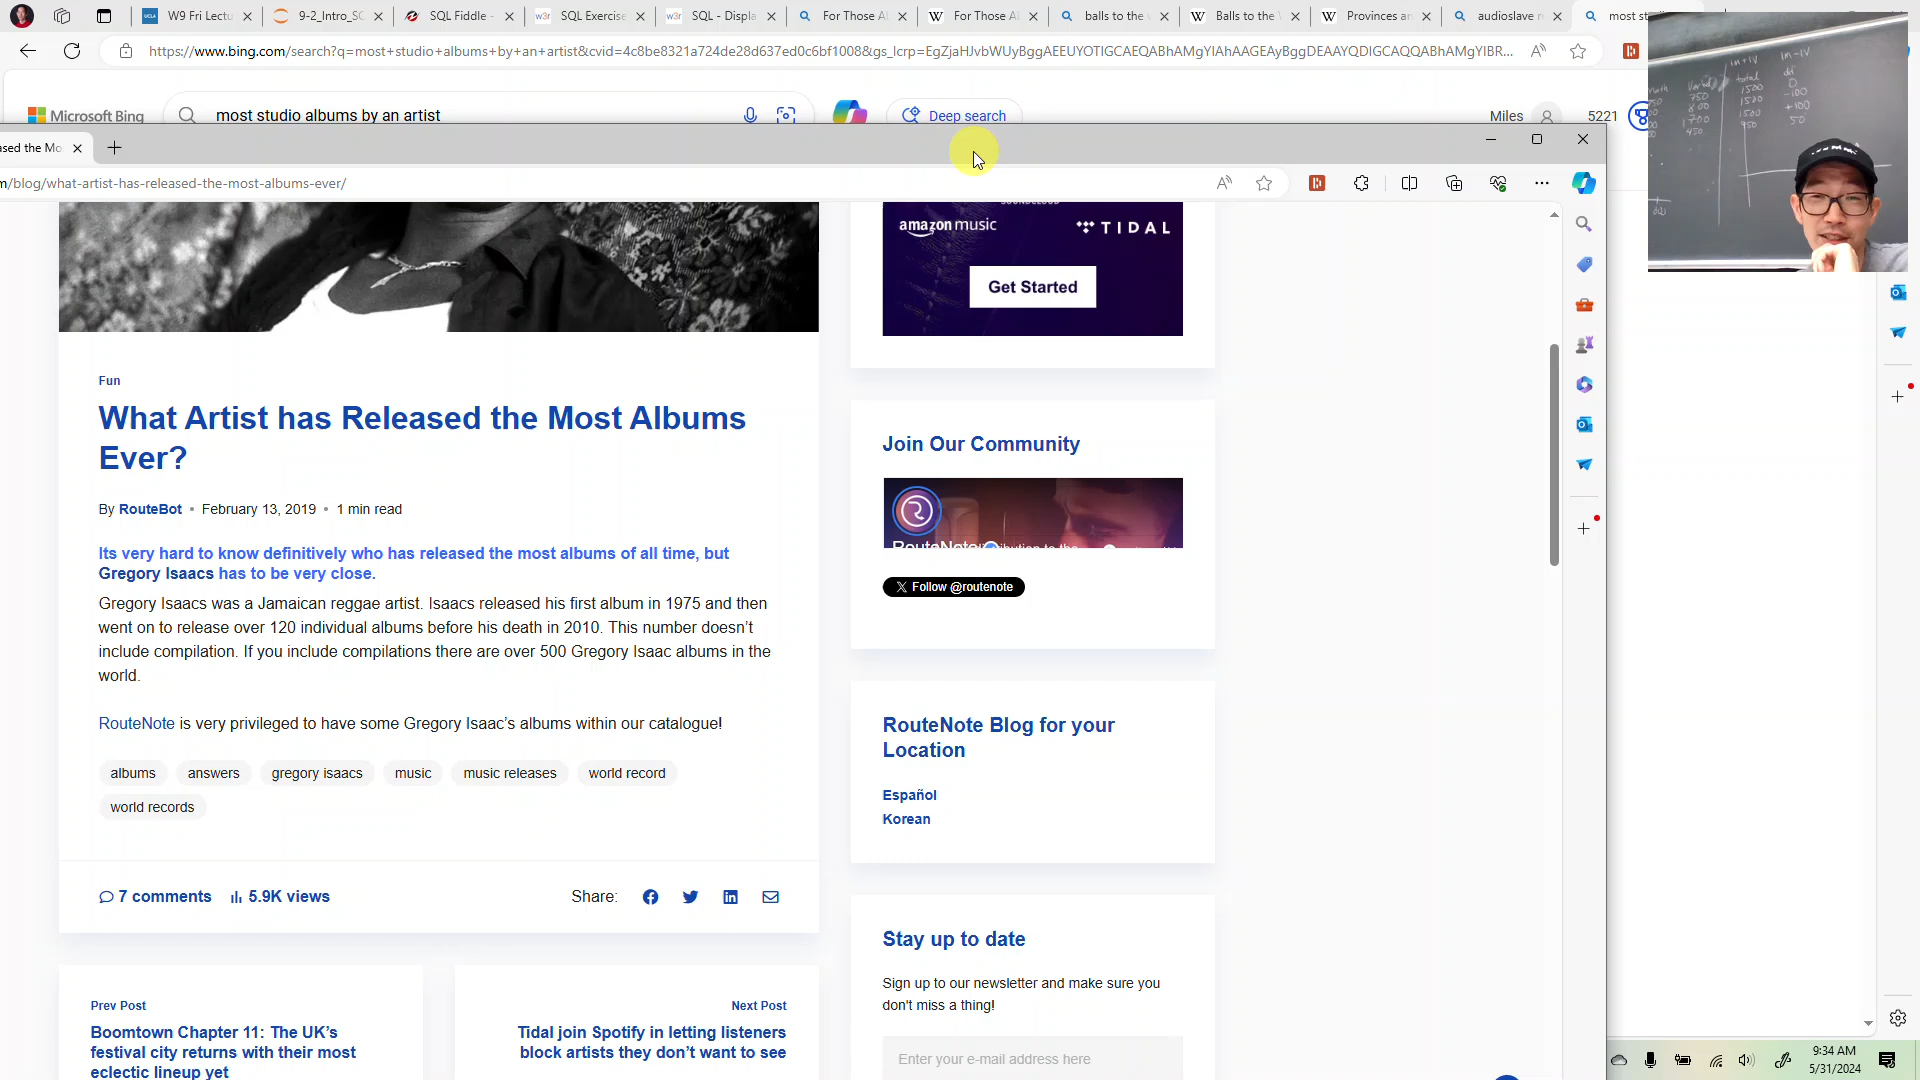 W9 Fri Lectu
9-2_Intro_SC
SQL Fiddle -
SQL Exercise
SQL - Displa
For Those A
For Those A
balls to the
Balls to the
Provinces an
audioslave r
most st
https://www.bing.com/search?q=most+studio+albums+by+an+artist&cvid=4c8be8321a724de28d637ed0c6bf1008&gs_lcrp=EgZjaHJvbWUyBggAEEUYOTIGCAEQABhAMgYIAhAAGEAyBggDEAAYQDIGCAQQABhAMgYIBR...
Microsoft Bing
most studio albums by an artist
Deep search
Miles
5221
ased the Mo
m/blog/what-artist-has-released-the-most-albums-ever/
SOUNDCLOUD
amazon music
TIDAL
Get Started
Fun
What Artist has Released the Most Albums
Ever?
By RouteBot • February 13, 2019 • 1 min read
Its very hard to know definitively who has released the most albums of all time, but
Gregory Isaacs has to be very close.
Gregory Isaacs was a Jamaican reggae artist. Isaacs released his first album in 1975 and then
went on to release over 120 individual albums before his death in 2010. This number doesn't
include compilation. If you include compilations there are over 500 Gregory Isaac albums in the
world.
RouteNote is very privileged to have some Gregory Isaac's albums within our catalogue!
albums
answers
gregory isaacs
music
music releases
world record
world records
7 comments
5.9K views
Share:
Prev Post
Boomtown Chapter 11: The UK's
festival city returns with their most
eclectic lineup yet
Next Post
Tidal join Spotify in letting listeners
block artists they don't want to see
Join Our Community
RouteNote
Follow @routenote
RouteNote Blog for your
Location
Español
Korean
Stay up to date
Sign up to our newsletter and make sure you
don't miss a thing!
Enter your e-mail address here
total
1500
-100
+100
50
9:34 AM
5/31/2024